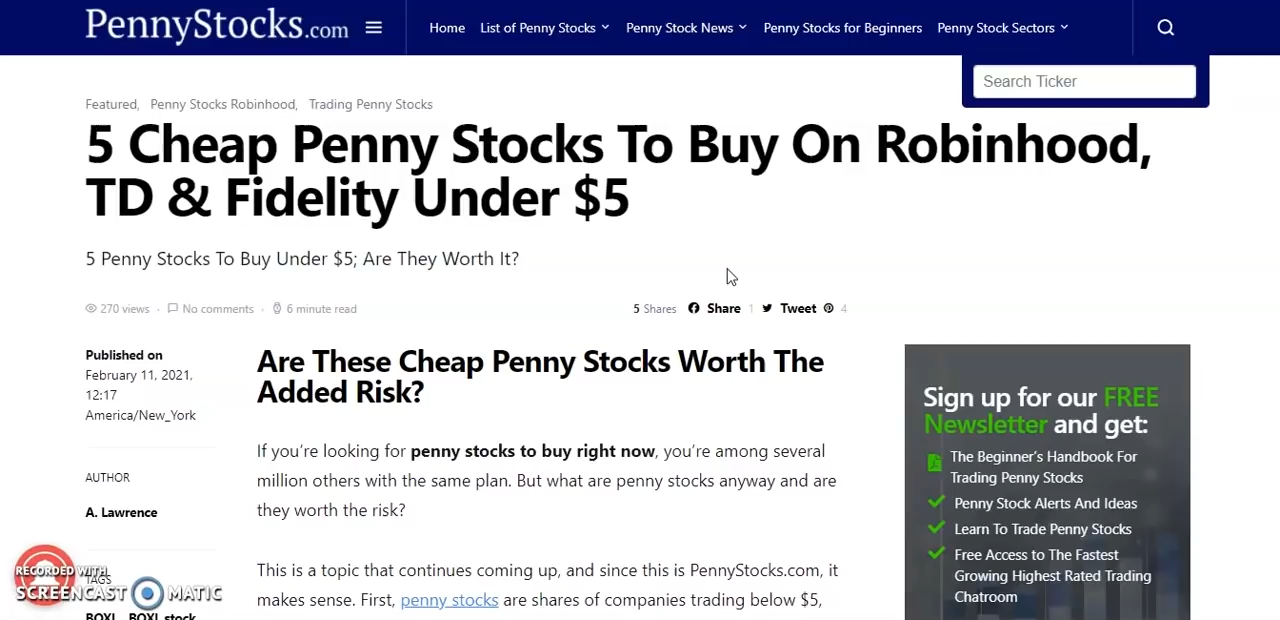 PennyStocks.com
Home List of Penny Stocks Penny Stock News Penny Stocks for Beginners Penny Stock Sectors
Search Ticker
Featured, Penny Stocks Robinhood, Trading Penny Stocks
5 Cheap Penny Stocks To Buy On Robinhood,
TD & Fidelity Under $5
5 Penny Stocks To Buy Under $5; Are They Worth It?
270 views · No comments · 6 minute read
5 Shares Share 1 Tweet 4
Published on
February 11, 2021,
12:17
America/New_York
AUTHOR
A. Lawrence
TAGS
BOXL, BOXL stock
Are These Cheap Penny Stocks Worth The
Added Risk?
If you’re looking for penny stocks to buy right now, you’re among several
million others with the same plan. But what are penny stocks anyway and are
they worth the risk?
This is a topic that continues coming up, and since this is PennyStocks.com, it
makes sense. First, penny stocks are shares of companies trading below $5,
Sign up for our FREE
Newsletter and get:
The Beginner’s Handbook For
Trading Penny Stocks
Penny Stock Alerts And Ideas
Learn To Trade Penny Stocks
Free Access to The Fastest
Growing Highest Rated Trading
Chatroom
RECORDED WITH
SCREENCAST MATIC